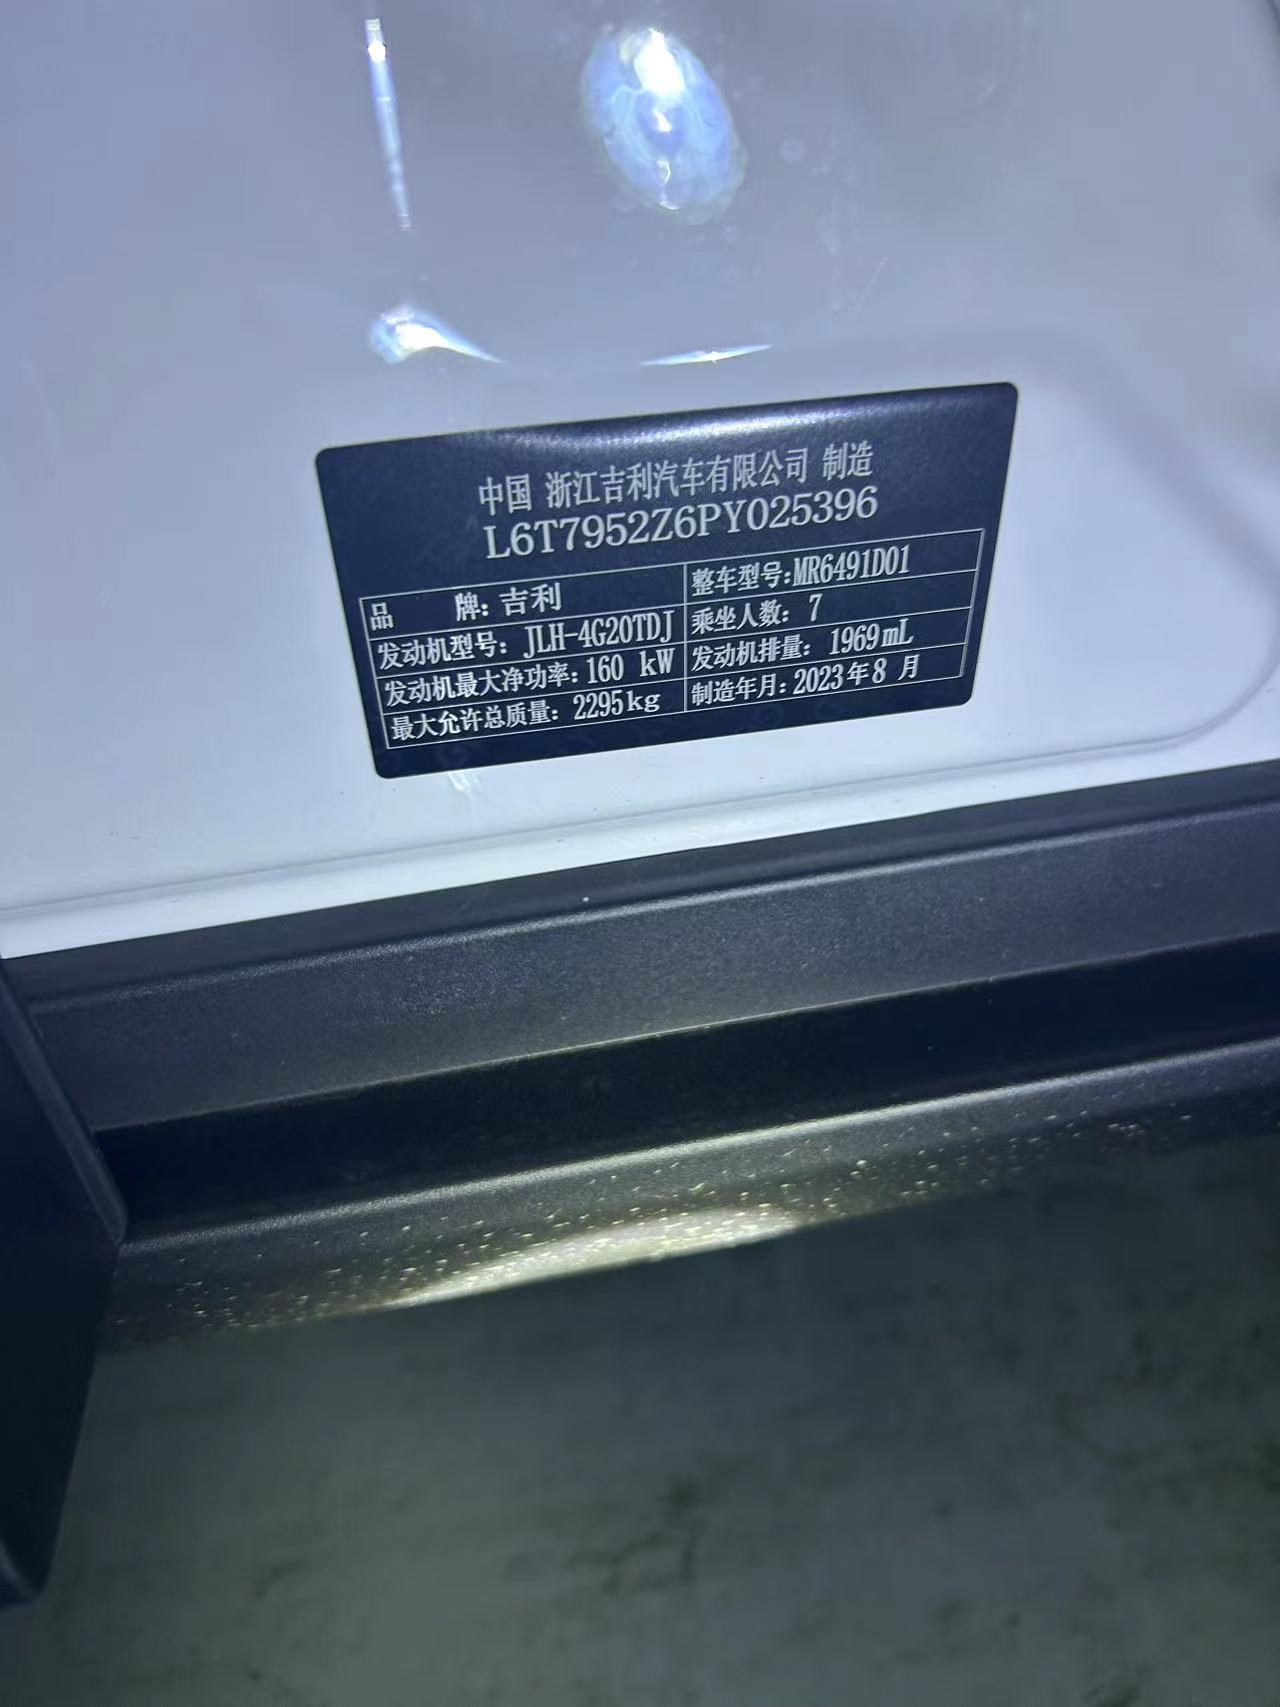 中国 浙江吉利汽车有限公司 制造
L6T7952Z6PY025396
品 牌: 吉利 整车型号:MR6491D01
发动机型号: JLH-4G20TDJ 乘坐人数: 7
发动机最大净功率: 160 kW 发动机排量: 1969mL
最大允许总质量: 2295kg 制造年月: 2023年8月